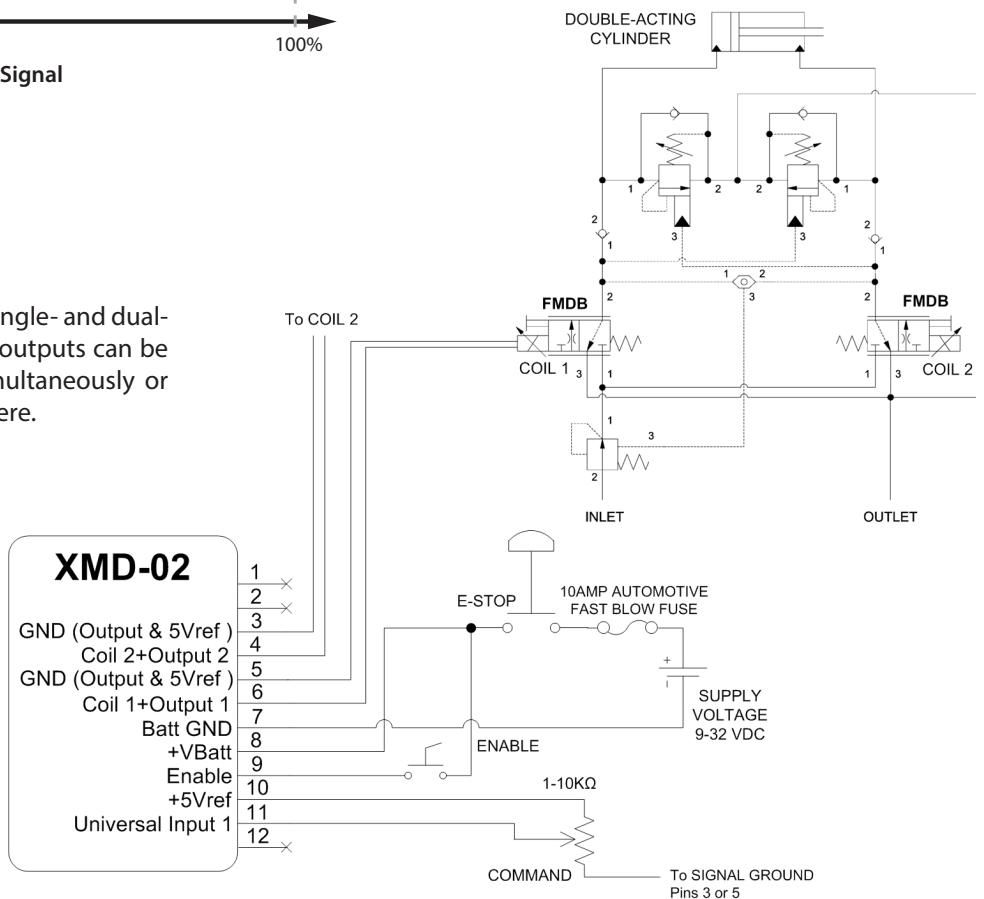 100%
Signal
ngle- and dual-
outputs can be
multaneously or
ere.
DOUBLE-ACTING
CYLINDER
1
2
2
1
3
3
2
1
2
1
1
2
3
2
2
FMDB
FMDB
To COIL 2
COIL 1
3
1
1
3
COIL 2
1
3
2
INLET
OUTLET
XMD-02
1
2
GND (Output & 5Vref )
3
Coil 2+Output 2
4
GND (Output & 5Vref )
5
Coil 1+Output 1
6
Batt GND
7
+VBatt
8
Enable
9
+5Vref
10
Universal Input 1
11
12
E-STOP
10AMP AUTOMOTIVE
FAST BLOW FUSE
+
-
SUPPLY
VOLTAGE
9-32 VDC
ENABLE
1-10KΩ
COMMAND
To SIGNAL GROUND
Pins 3 or 5